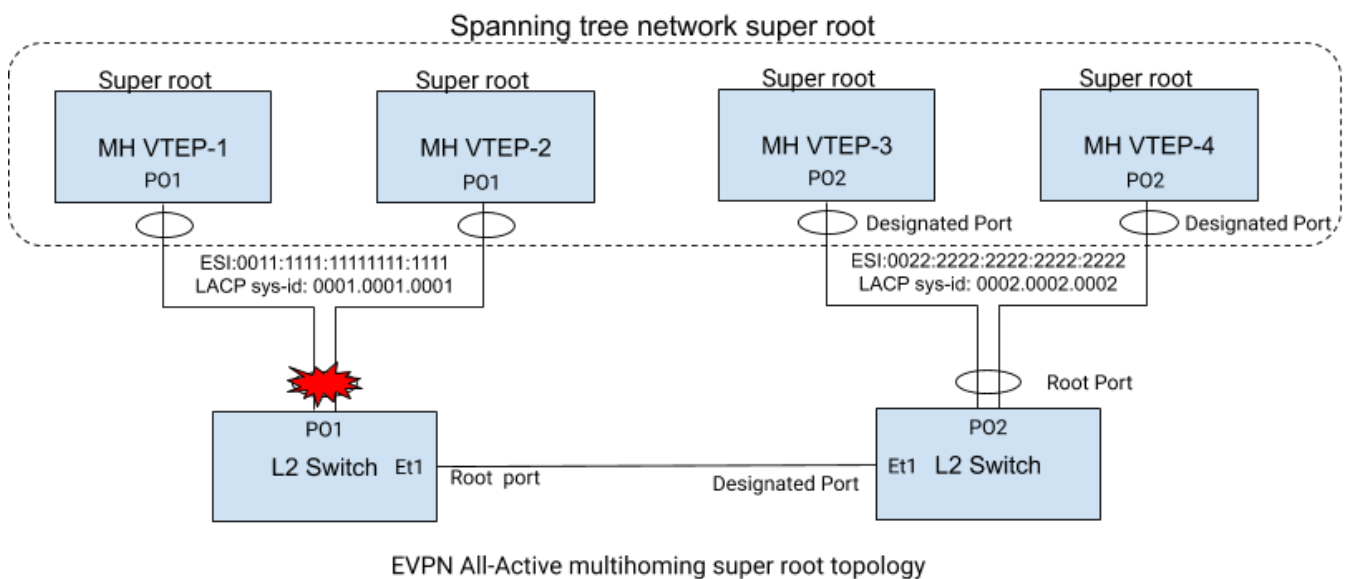 Spanning tree network super root
Super root
Super root
Super root
Super root
MH VTEP-1
MH VTEP-2
MH VTEP-3
MH VTEP-4
PO1
PO1
PO2
PO2
Designated Port
Designated Port
ESI:0011:1111:11111111:1111
LACP sys-id: 0001.0001.0001
ESI:0022:2222:2222:2222:2222
LACP sys-id: 0002.0002.0002
Root Port
PO1
L2 Switch
Et1
Root port
Designated Port
PO2
Et1
L2 Switch
EVPN All-Active multihoming super root topology